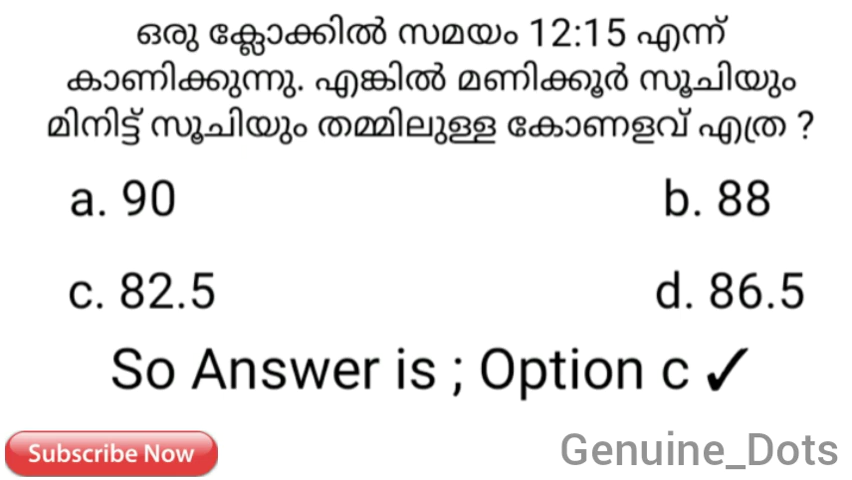 ഒരു ക്ലോക്കിൽ സമയം 12:15 എന്ന്
കാണിക്കുന്നു. എങ്കിൽ മണിക്കൂർ സൂചിയും
മിനിട്ട് സൂചിയും തമ്മിലുള്ള കോണളവ് എത്ര ?
a. 90 b. 88
c. 82.5 d. 86.5
So Answer is ; Option c ✓
Subscribe Now Genuine_Dots